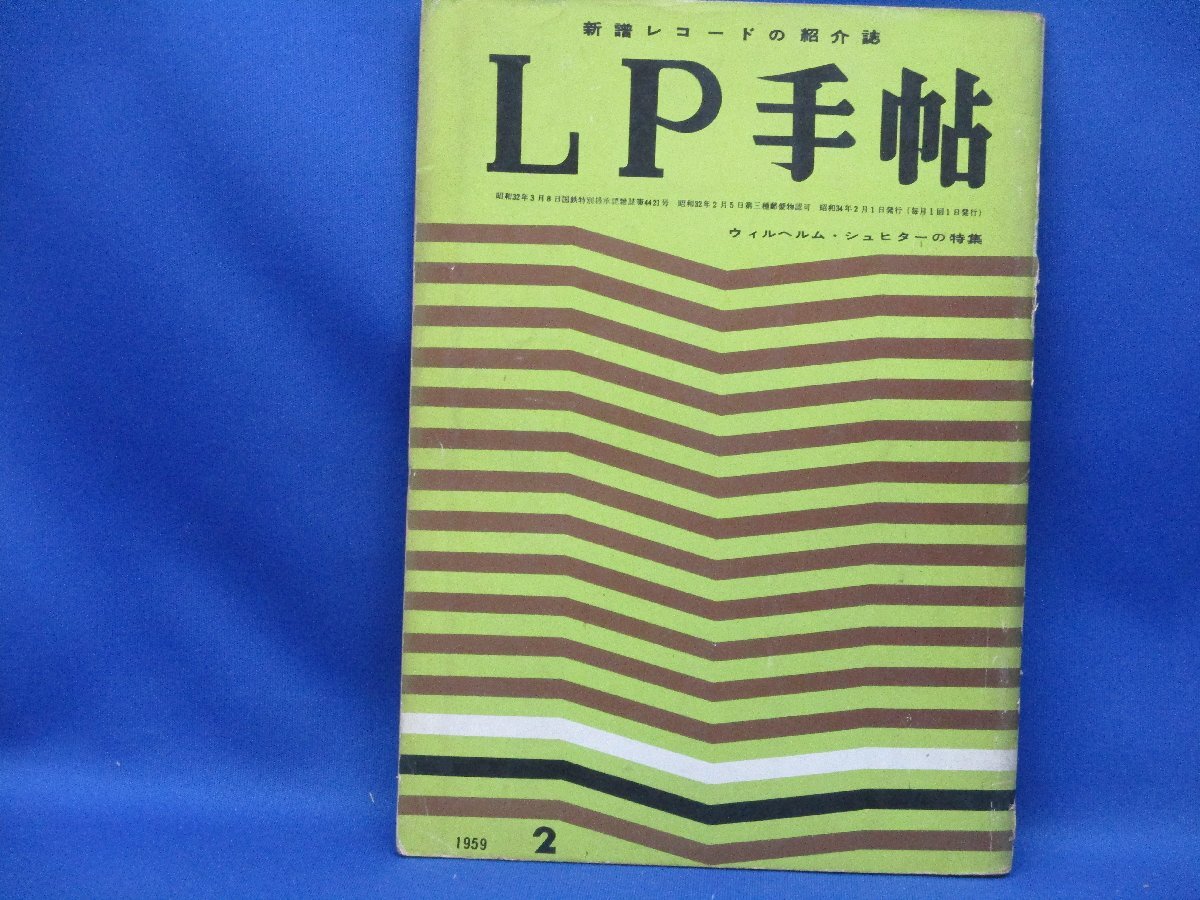 新譜レコードの紹介誌
LP手帖
昭和32年3月8日国鉄特別扱承認雑誌第4421号 昭和32年2月5日第三種郵便物認可 昭和34年2月1日発行(毎月1回1日発行)
ウィルヘルム・シュヒターの特集
1959 2